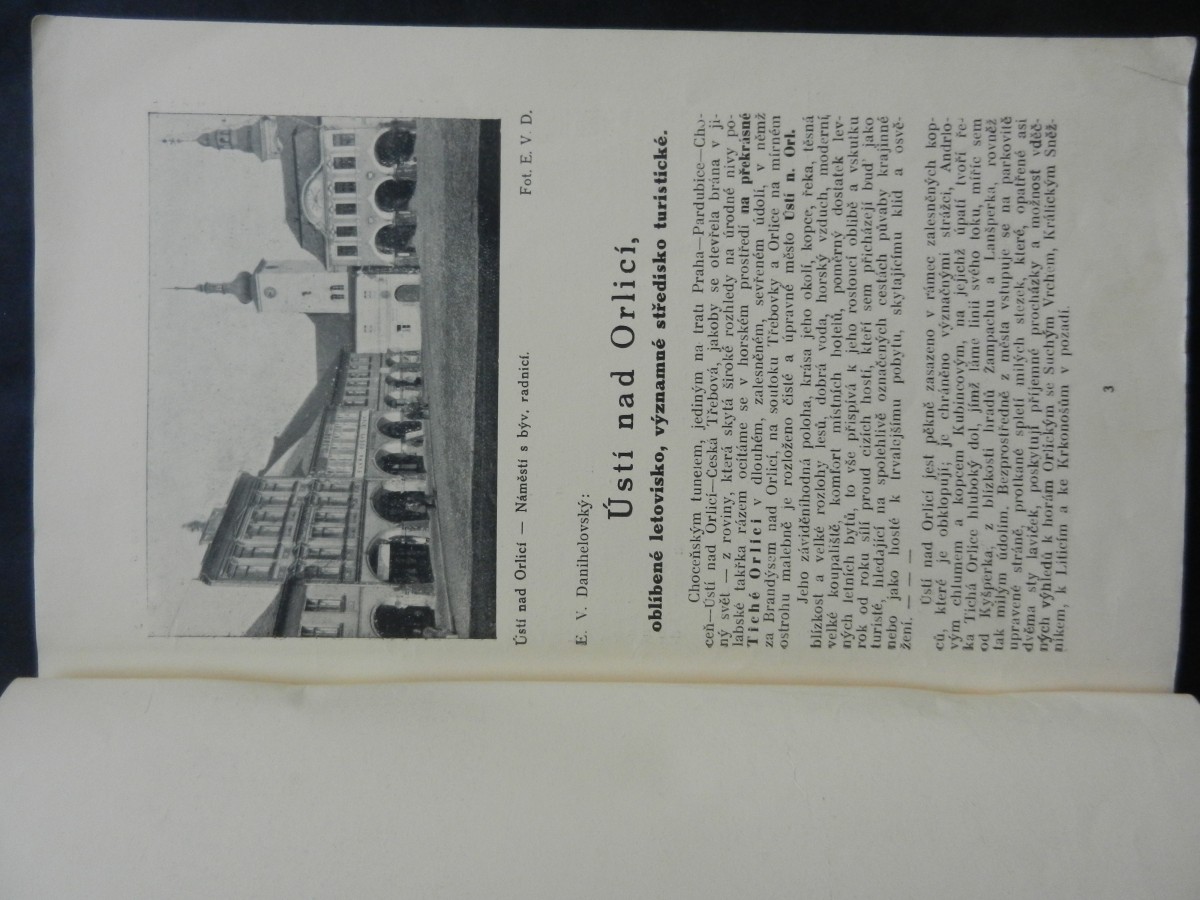 Ústí nad Orlicí — Náměstí s býv. radnicí. Fot. E. V. D.
E. V. Danihelovský:
Ústí nad Orlicí,
oblíbené letovisko, významné středisko turistické.
Choceňským tunelem, jediným na trati Praha—Pardubice—Cho-
ceň—Ústí nad Orlicí—Česká Třebová, jakoby se otevřela brána v ji-
ný svět — z roviny, která skytá široké rozhledy na úrodné nivy po-
labské takřka rázem ocitáme se v horském prostředí na překrásné
Tiché Orlici v dlouhém, zalesněném, sevřeném údolí, v němž
za Brandýsem nad Orlicí, na soutoku Třebovky a Orlice na mírném
ostrohu malebně je rozloženo čisté a úpravné město Ústí n. Orl.
Jeho záviděníhodná poloha, krása jeho okolí, kopce, řeka, těsná
blízkost a velké rozlohy lesů, dobrá voda, horský vzduch, moderní,
velké koupaliště, komfort místních hotelů, poměrný dostatek lev-
ných letních bytů, to vše přispívá k jeho rostoucí oblibě a vskutku
rok od roku sílí proud cizích hostí, kteří sem přicházejí buď jako
turisté, hledající na spolehlivě označených cestách půvaby krajinné
nebo jako hosté k trvalejšímu pobytu, skytajícímu klid a osvě-
žení. — — —
Ústí nad Orlicí jest pěkně zasazeno v rámec zalesněných kop-
ců, které je obklopují; je chráněno význačnými strážci, Andrlo-
vým chlumem a kopcem Kubincovým, na jejichž úpatí tvoří ře-
ka Tichá Orlice hluboký dol, jímž láme linii svého toku, míříc sem
od Kyšperka, z blízkosti hradů Žampachu a Lanšperka, rovněž
tak milým údolím. Bezprostředně z města vstupuje se na parkovitě
upravené stráně, protkané spletí milých stezek, které, opatřené asi
dvěma sty laviček, poskytují příjemné procházky a možnost vděč-
ných výhledů k horám Orlickým se Suchým Vrchem, Králickým Sněž-
níkem, k Liticím a ke Krkonošům v pozadí.
3